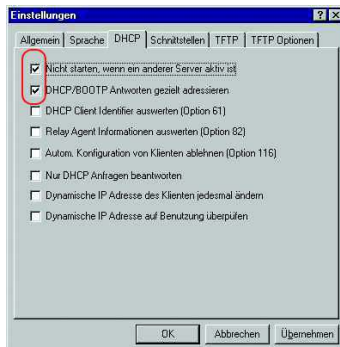 Einstellungen
Allgemein Sprache DHCP Schnittstellen TFTP TFTP Optionen
Nicht starten, wenn ein anderer Server aktiv ist
DHCP/BOOTP Antworten gezielt adressieren
DHCP Client Identifier auswerten (Option 61)
Relay Agent Informationen auswerten (Option 82)
Autom. Konfiguration von Klienten ablehnen (Option 116)
Nur DHCP Anfragen beantworten
Dynamische IP Adresse des Klienten jedesmal ändern
Dynamische IP Adresse auf Benutzung überpüfen
OK Abbrechen Übernehmen